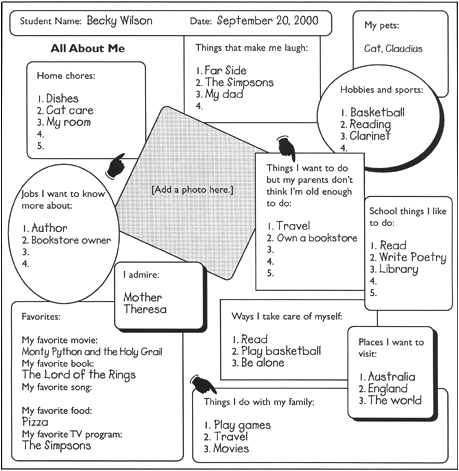 Student Name: Becky Wilson Date: September 20, 2000
All About Me
Home chores:
1. Dishes
2. Cat care
3. My room
4.
5.
Things that make me laugh:
1. Far Side
2. The Simpsons
3. My dad
4.
My pets:
Cat, Claudius
Hobbies and sports:
1. Basketball
2. Reading
3. Clarinet
4.
[Add a photo here.]
Jobs I want to know
more about:
1. Author
2. Bookstore owner
3.
4.
Things I want to do
but my parents don't
think I'm old enough
to do:
1. Travel
2. Own a bookstore
3.
4.
5.
School things I like
to do:
1. Read
2. Write Poetry
3. Library
4.
5.
I admire:
Mother
Theresa
Favorites:
My favorite movie:
Monty Python and the Holy Grail
My favorite book:
The Lord of the Rings
My favorite song:
My favorite food:
Pizza
My favorite TV program:
The Simpsons
Ways I take care of myself:
1. Read
2. Play basketball
3. Be alone
Places I want to
visit:
1. Australia
2. England
3. The world
Things I do with my family:
1. Play games
2. Travel
3. Movies